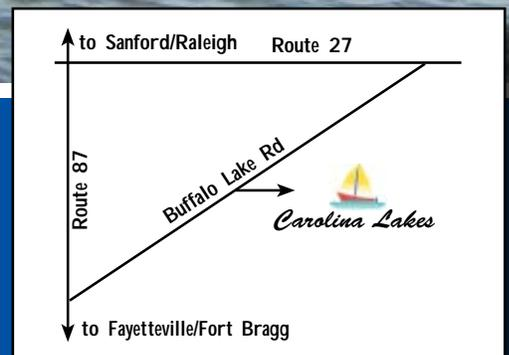 to Sanford/Raleigh
Route 27
Route 87
Buffalo Lake Rd
Carolina Lakes
to Fayetteville/Fort Bragg